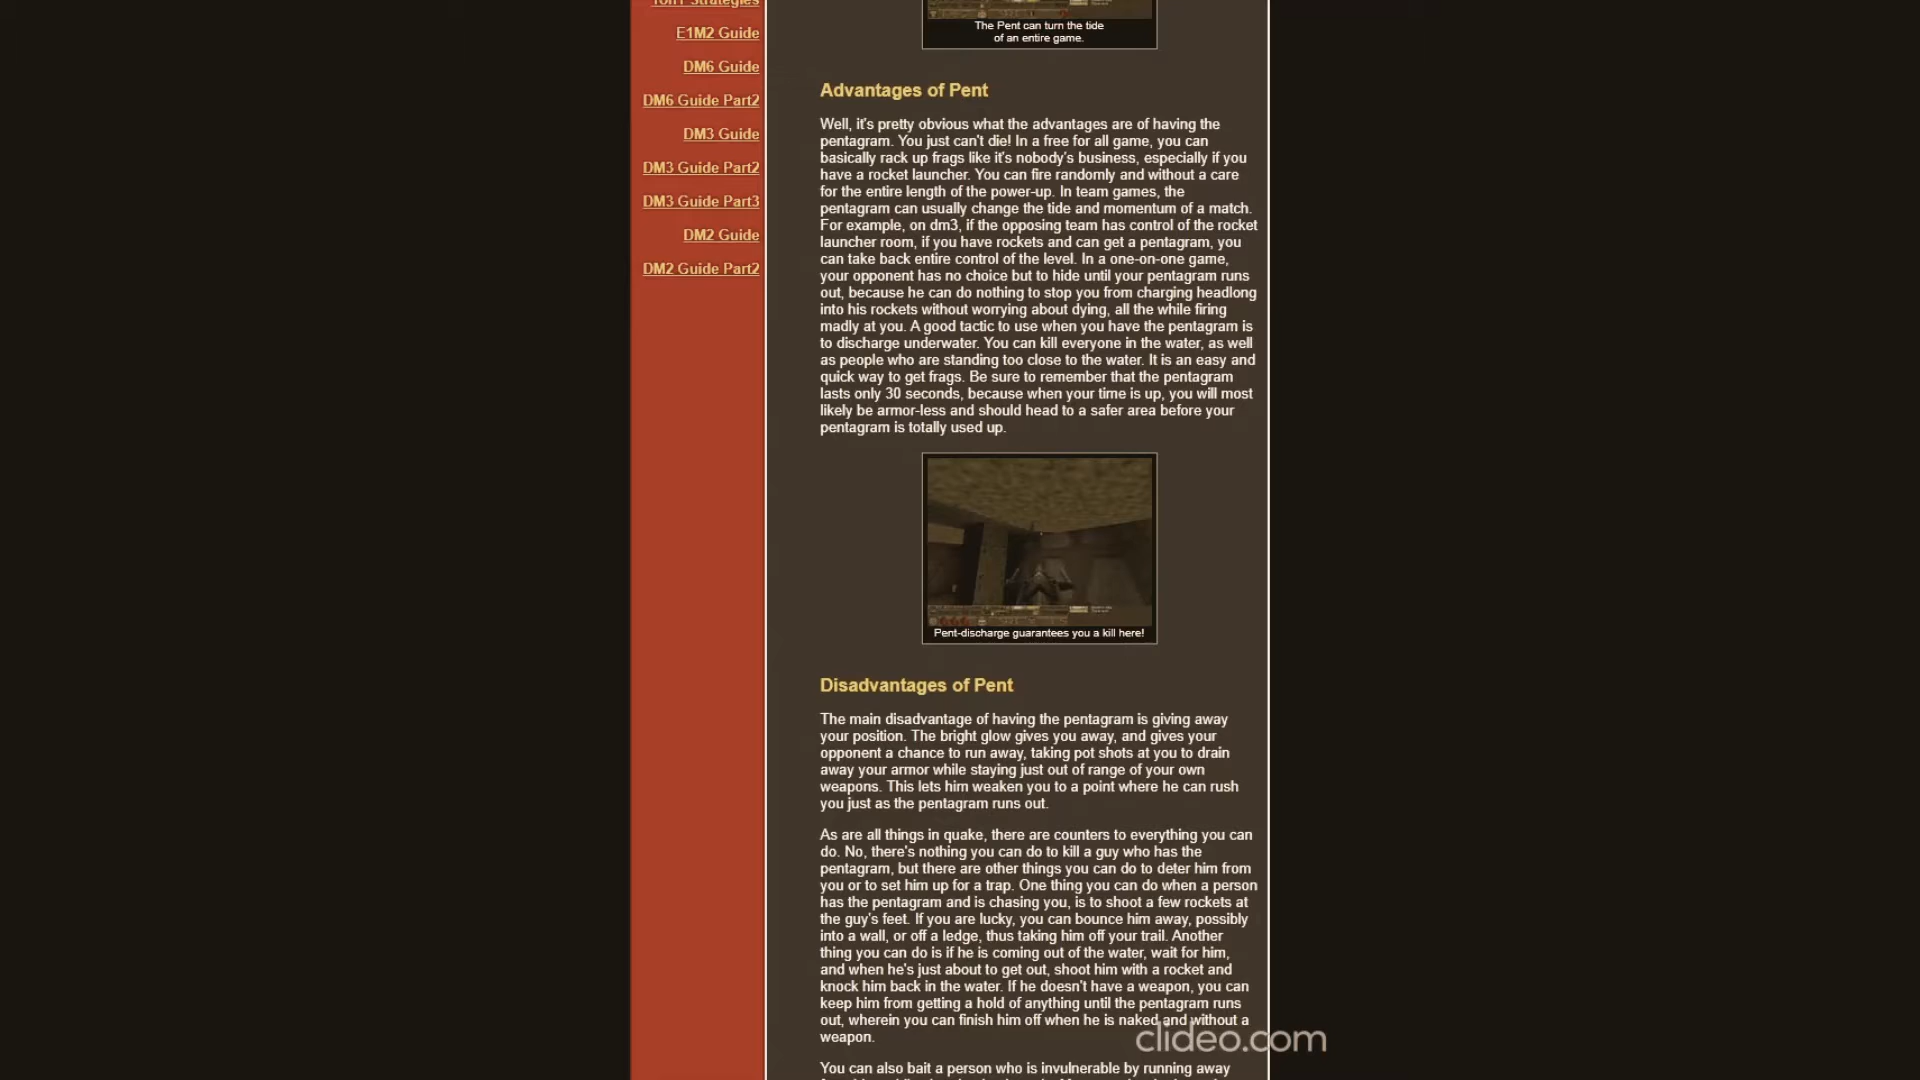 1on1 Strategies
E1M2 Guide
DM6 Guide
DM6 Guide Part2
DM3 Guide
DM3 Guide Part2
DM3 Guide Part3
DM2 Guide
DM2 Guide Part2
The Pent can turn the tide
of an entire game.
Advantages of Pent
Well, it's pretty obvious what the advantages are of having the
pentagram. You just can't die! In a free for all game, you can
basically rack up frags like it's nobody's business, especially if you
have a rocket launcher. You can fire randomly and without a care
for the entire length of the power-up. In team games, the
pentagram can usually change the tide and momentum of a match.
For example, on dm3, if the opposing team has control of the rocket
launcher room, if you have rockets and can get a pentagram, you
can take back entire control of the level. In a one-on-one game,
your opponent has no choice but to hide until your pentagram runs
out, because he can do nothing to stop you from charging headlong
into his rockets without worrying about dying, all the while firing
madly at you. A good tactic to use when you have the pentagram is
to discharge underwater. You can kill everyone in the water, as well
as people who are standing too close to the water. It is an easy and
quick way to get frags. Be sure to remember that the pentagram
lasts only 30 seconds, because when your time is up, you will most
likely be armor-less and should head to a safer area before your
pentagram is totally used up.
Pent-discharge guarantees you a kill here!
Disadvantages of Pent
The main disadvantage of having the pentagram is giving away
your position. The bright glow gives you away, and gives your
opponent a chance to run away, taking pot shots at you to drain
away your armor while staying just out of range of your own
weapons. This lets him weaken you to a point where he can rush
you just as the pentagram runs out.
As are all things in quake, there are counters to everything you can
do. No, there's nothing you can do to kill a guy who has the
pentagram, but there are other things you can do to deter him from
you or to set him up for a trap. One thing you can do when a person
has the pentagram and is chasing you, is to shoot a few rockets at
the guy's feet. If you are lucky, you can bounce him away, possibly
into a wall, or off a ledge, thus taking him off your trail. Another
thing you can do is if he is coming out of the water, wait for him,
and when he's just about to get out, shoot him with a rocket and
knock him back in the water. If he doesn't have a weapon, you can
keep him from getting a hold of anything until the pentagram runs
out, wherein you can finish him off when he is naked and without a
weapon.
You can also bait a person who is invulnerable by running away
clideo.com